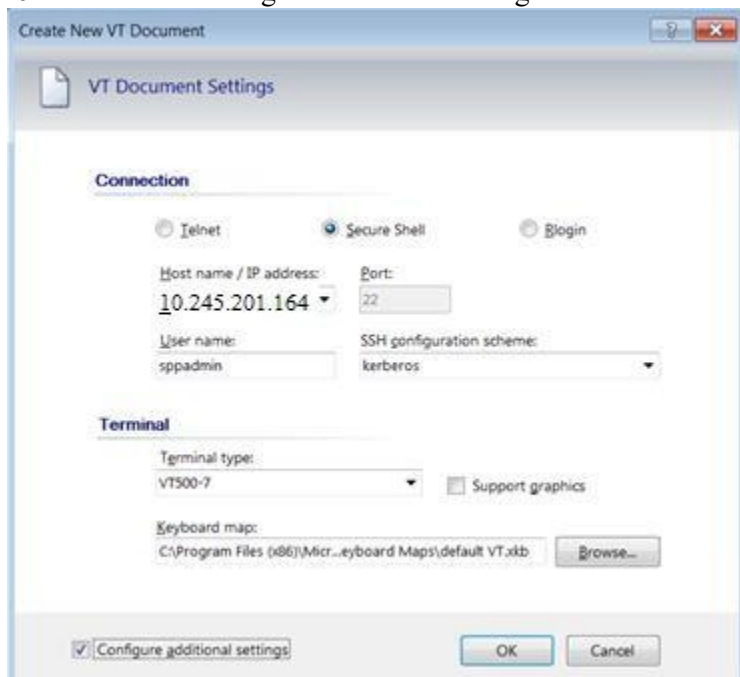 Create New VT Document
VT Document Settings
Connection
Telnet Secure Shell Rlogin
Host name / IP address: Port:
10.245.201.164 22
User name: SSH configuration scheme:
sppadmin kerberos
Terminal
Terminal type:
VT500-7 Support graphics
Keyboard map:
C:\Program Files (x86)\Micr...eyboard Maps\default VT.xkb Browse...
Configure additional settings OK Cancel